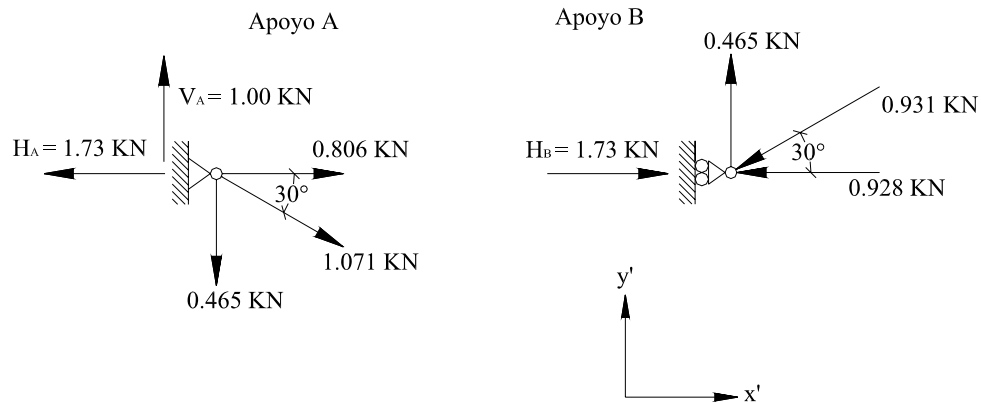 Apoyo A
V_A = 1.00 KN
H_A = 1.73 KN
0.806 KN
30°
1.071 KN
0.465 KN
Apoyo B
0.465 KN
0.931 KN
H_B = 1.73 KN
30°
0.928 KN
y'
x'